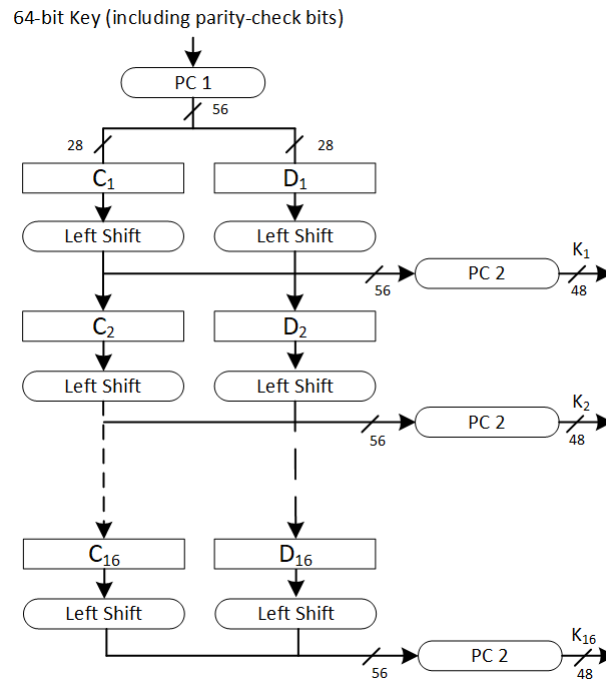 64-bit Key (including parity-check bits)
PC 1
56
28
28
C₁
D₁
Left Shift
Left Shift
K₁
PC 2
56
48
C₂
D₂
Left Shift
Left Shift
K₂
PC 2
56
48
C₁₆
D₁₆
Left Shift
Left Shift
K₁₆
PC 2
56
48